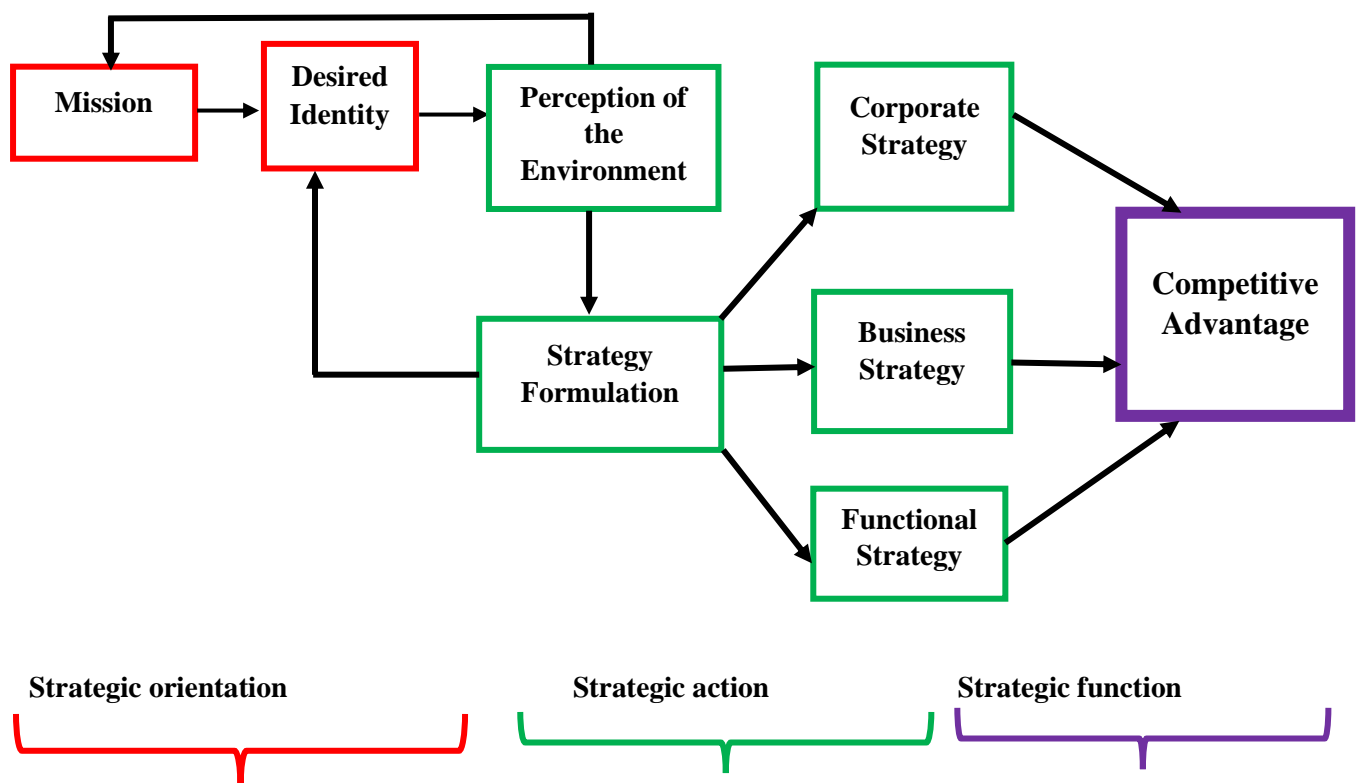 Mission
Desired
Identity
Perception of
the
Environment
Corporate
Strategy
Competitive
Advantage
Strategy
Formulation
Business
Strategy
Functional
Strategy
Strategic orientation
Strategic action
Strategic function